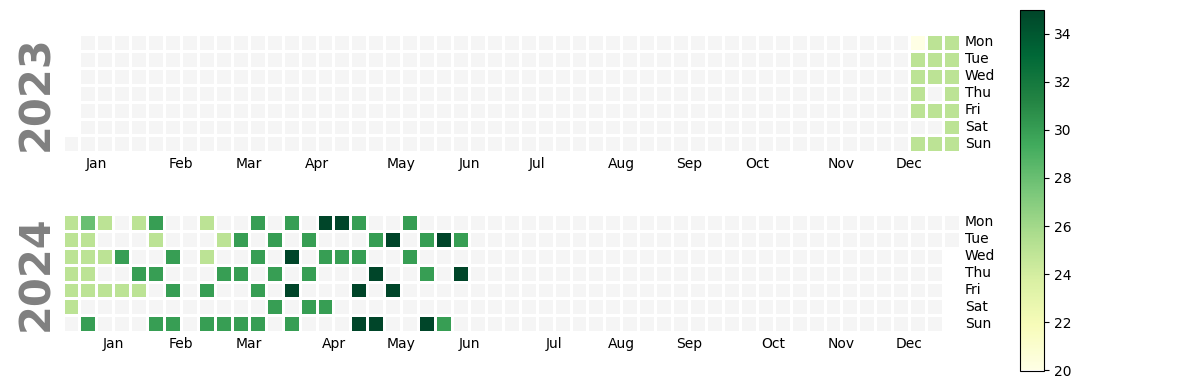 2023
Mon
Tue
Wed
Thu
Fri
Sat
Sun
Jan Feb Mar Apr May Jun Jul Aug Sep Oct Nov Dec
2024
Mon
Tue
Wed
Thu
Fri
Sat
Sun
Jan Feb Mar Apr May Jun Jul Aug Sep Oct Nov Dec
34
32
30
28
26
24
22
20